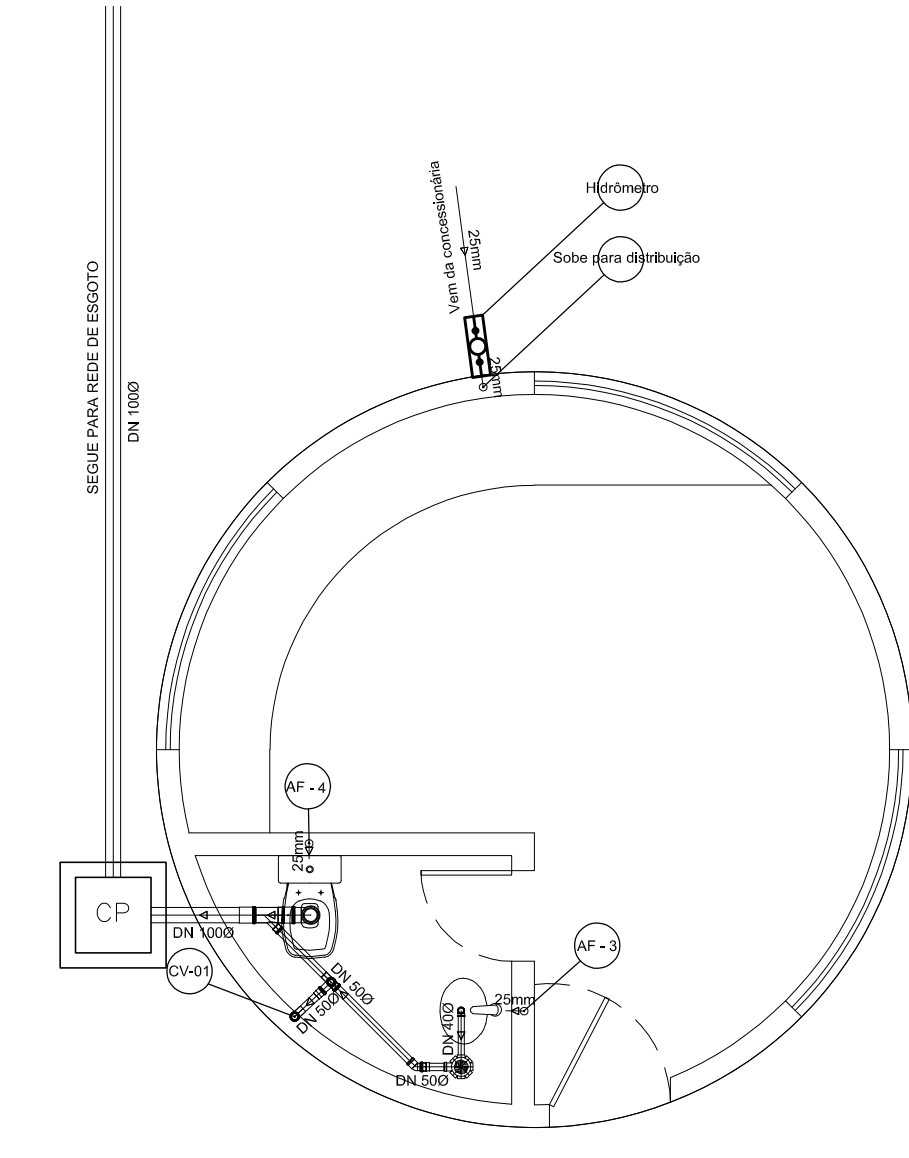 Hidrômetro
Vem da concessionária
25mm
Sobe para distribuição
SEGUE PARA REDE DE ESGOTO
DN 100Ø
25mm
AF - 4
25mm
CP
DN 100Ø
CV-01
DN 50Ø
DN 50Ø
AF - 3
25mm
DN 40Ø
DN 50Ø